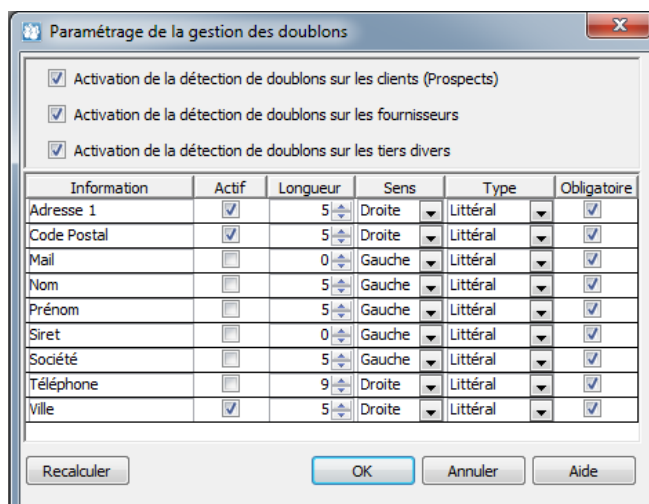 Paramétrage de la gestion des doublons
Activation de la détection de doublons sur les clients (Prospects)
Activation de la détection de doublons sur les fournisseurs
Activation de la détection de doublons sur les tiers divers
Information Actif Longueur Sens Type Obligatoire
Adresse 1 5 Droite Littéral
Code Postal 5 Droite Littéral
Mail 0 Gauche Littéral
Nom 5 Gauche Littéral
Prénom 5 Gauche Littéral
Siret 0 Gauche Littéral
Société 5 Gauche Littéral
Téléphone 9 Droite Littéral
Ville 5 Droite Littéral
Recalculer OK Annuler Aide